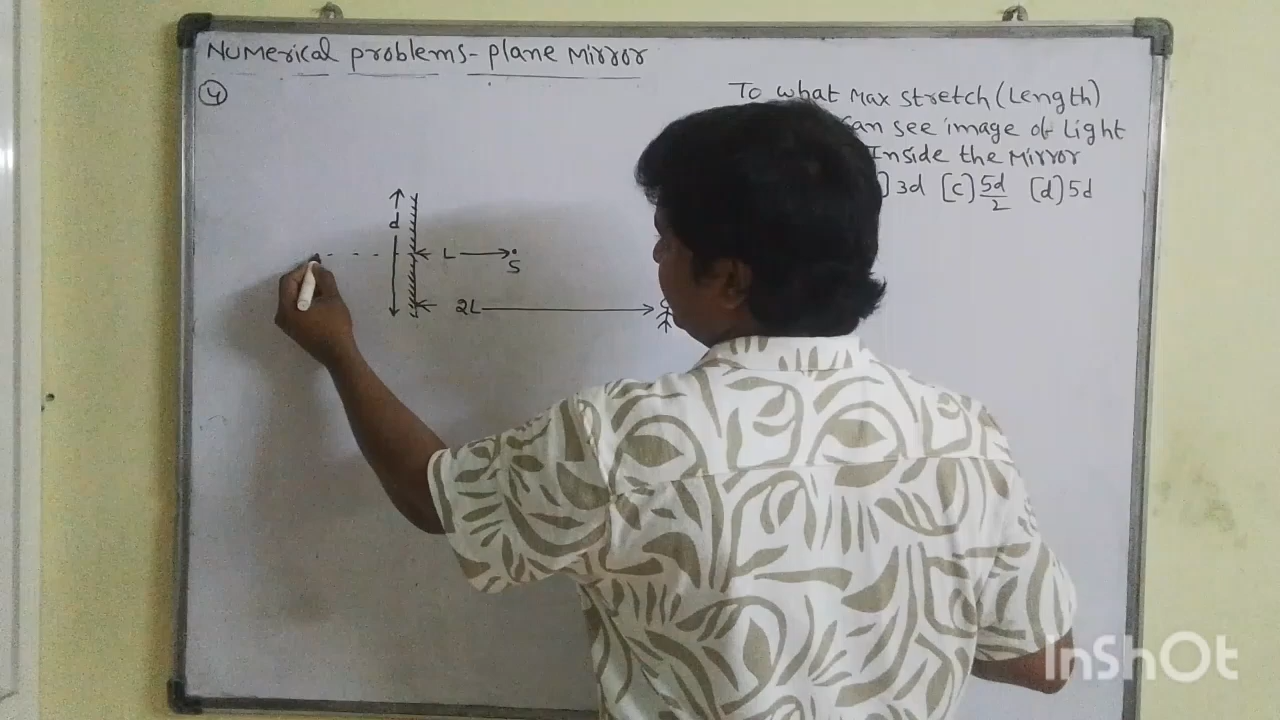 Numerical problems - plane Mirror
4
To what Max stretch (Length)
can see image of Light
Inside the Mirror
] 3d [c] 5d/2 [d] 5d
d
L
S
2L
InShOt